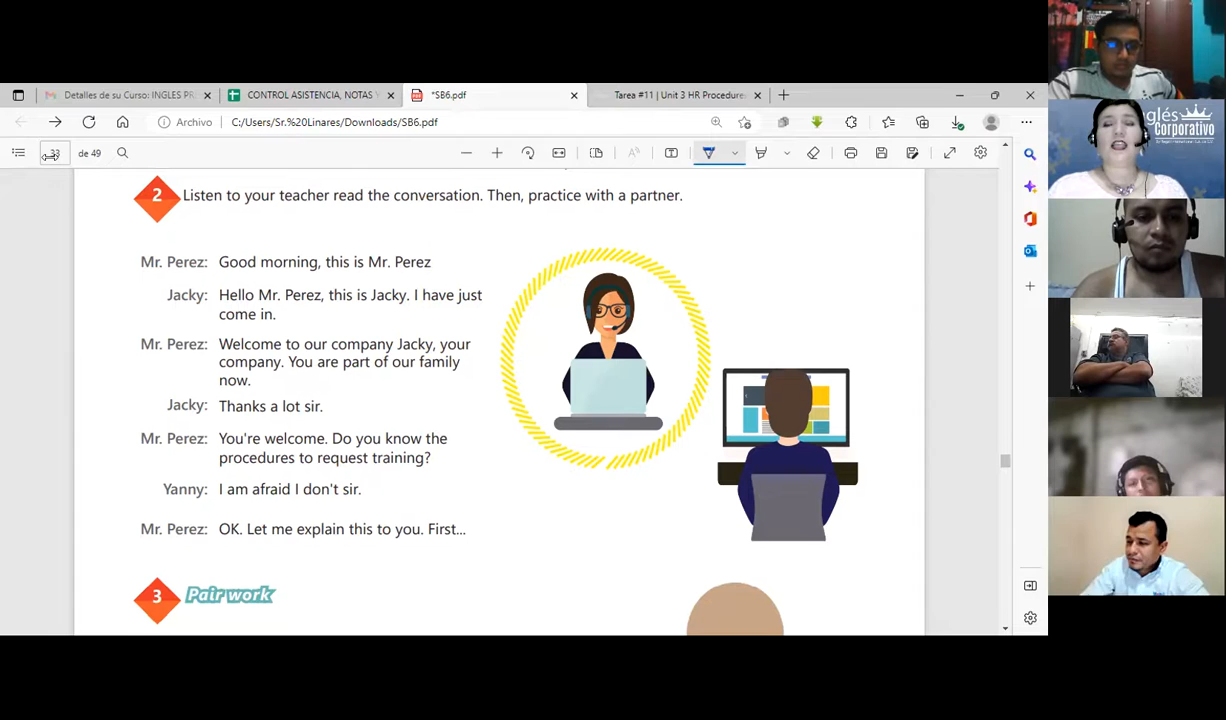 Detalles de su Curso: INGLES PR
CONTROL ASISTENCIA, NOTAS Y
*SB6.pdf
Tarea #11 | Unit 3 HR Procedures
Archivo
C:/Users/Sr.%20Linares/Downloads/SB6.pdf
33
de 49
2
Listen to your teacher read the conversation. Then, practice with a partner.
Mr. Perez: Good morning, this is Mr. Perez
Jacky: Hello Mr. Perez, this is Jacky. I have just
come in.
Mr. Perez: Welcome to our company Jacky, your
company. You are part of our family
now.
Jacky: Thanks a lot sir.
Mr. Perez: You're welcome. Do you know the
procedures to request training?
Yanny: I am afraid I don't sir.
Mr. Perez: OK. Let me explain this to you. First...
3
Pair work
glés
Corporativo